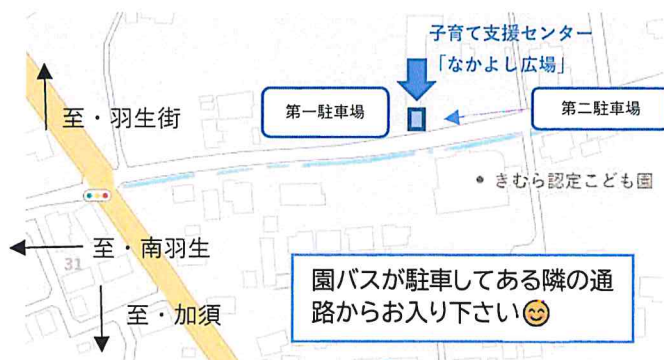 子育て支援センター
「なかよし広場」
第一駐車場
第二駐車場
至・羽生街
きむら認定こども園
至・南羽生
31
至・加須
園バスが駐車してある隣の通
路からお入り下さい😊